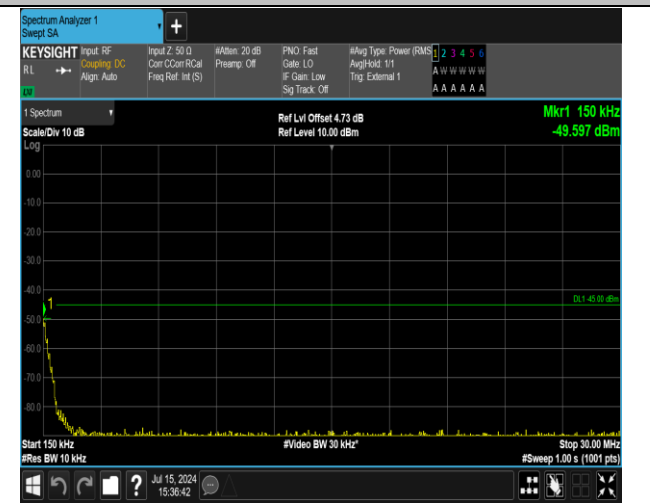 Spectrum Analyzer 1
Swept SA
KEYSIGHT
RL
Input: RF
Coupling: DC
Align: Auto
Input Z: 50 Ω
Corr CCorr RCal
Freq Ref: Int (S)
#Atten: 20 dB
Preamp: Off
PNO: Fast
Gate: LO
IF Gain: Low
Sig Track: Off
#Avg Type: Power (RMS
Avg|Hold: 1/1
Trig: External 1
1 2 3 4 5 6
A W W W W W
A A A A A A
1 Spectrum
Scale/Div 10 dB
Ref Lvl Offset 4.73 dB
Ref Level 10.00 dBm
Mkr1 150 kHz
-49.597 dBm
Log
0.00
-10.0
-20.0
-30.0
-40.0
1
DL1 -45.00 dBm
-50.0
-60.0
-70.0
-80.0
Start 150 kHz
#Video BW 30 kHz*
Stop 30.00 MHz
#Res BW 10 kHz
#Sweep 1.00 s (1001 pts)
?
Jul 15, 2024
15:36:42